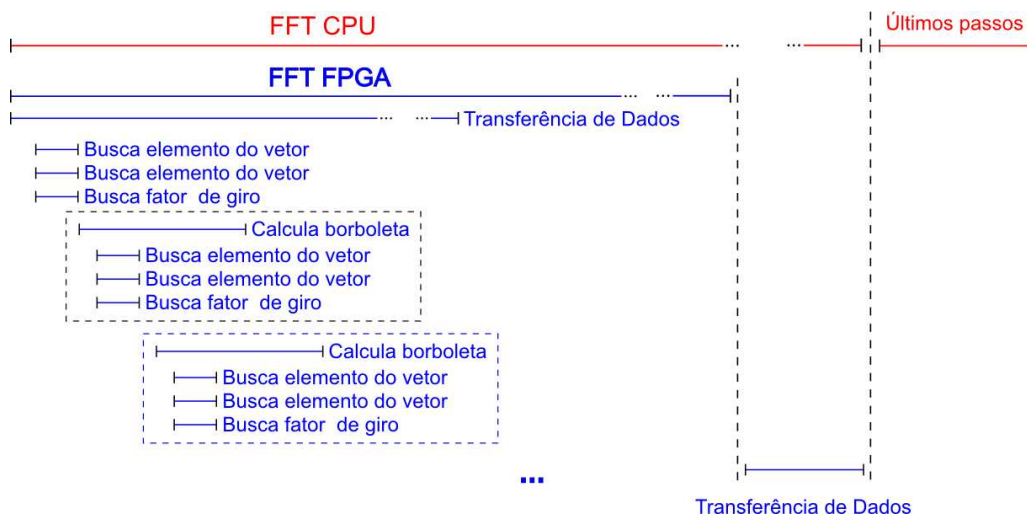 FFT CPU
Últimos passos
... ...
FFT FPGA
... ...
... ... Transferência de Dados
Busca elemento do vetor
Busca elemento do vetor
Busca fator de giro
Calcula borboleta
Busca elemento do vetor
Busca elemento do vetor
Busca fator de giro
Calcula borboleta
Busca elemento do vetor
Busca elemento do vetor
Busca fator de giro
...
Transferência de Dados